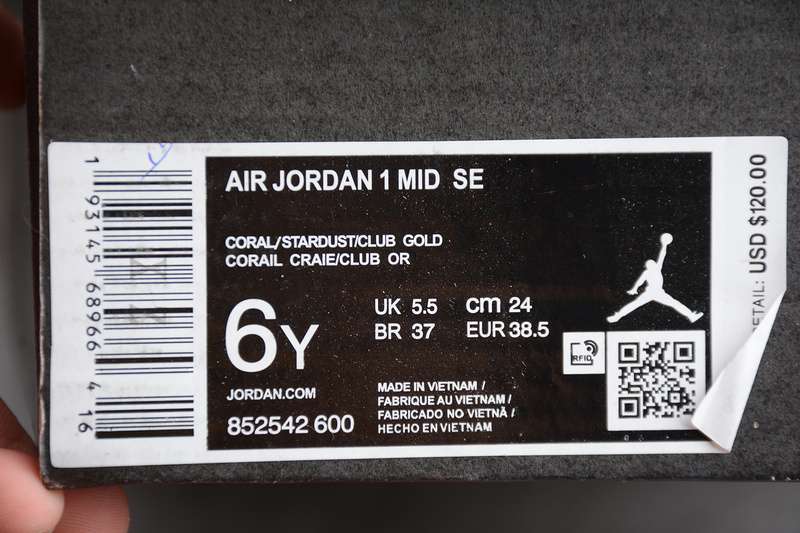 AIR JORDAN 1 MID SE
CORAL/STARDUST/CLUB GOLD
CORAIL CRAIE/CLUB OR
6Y
UK 5.5 cm 24
BR 37 EUR 38.5
JORDAN.COM
852542 600
MADE IN VIETNAM /
FABRIQUE AU VIETNAM /
FABRICADO NO VIETNÃ /
HECHO EN VIETNAM
RFID
1 93145 68966 4 16
ETAIL: USD $120.00